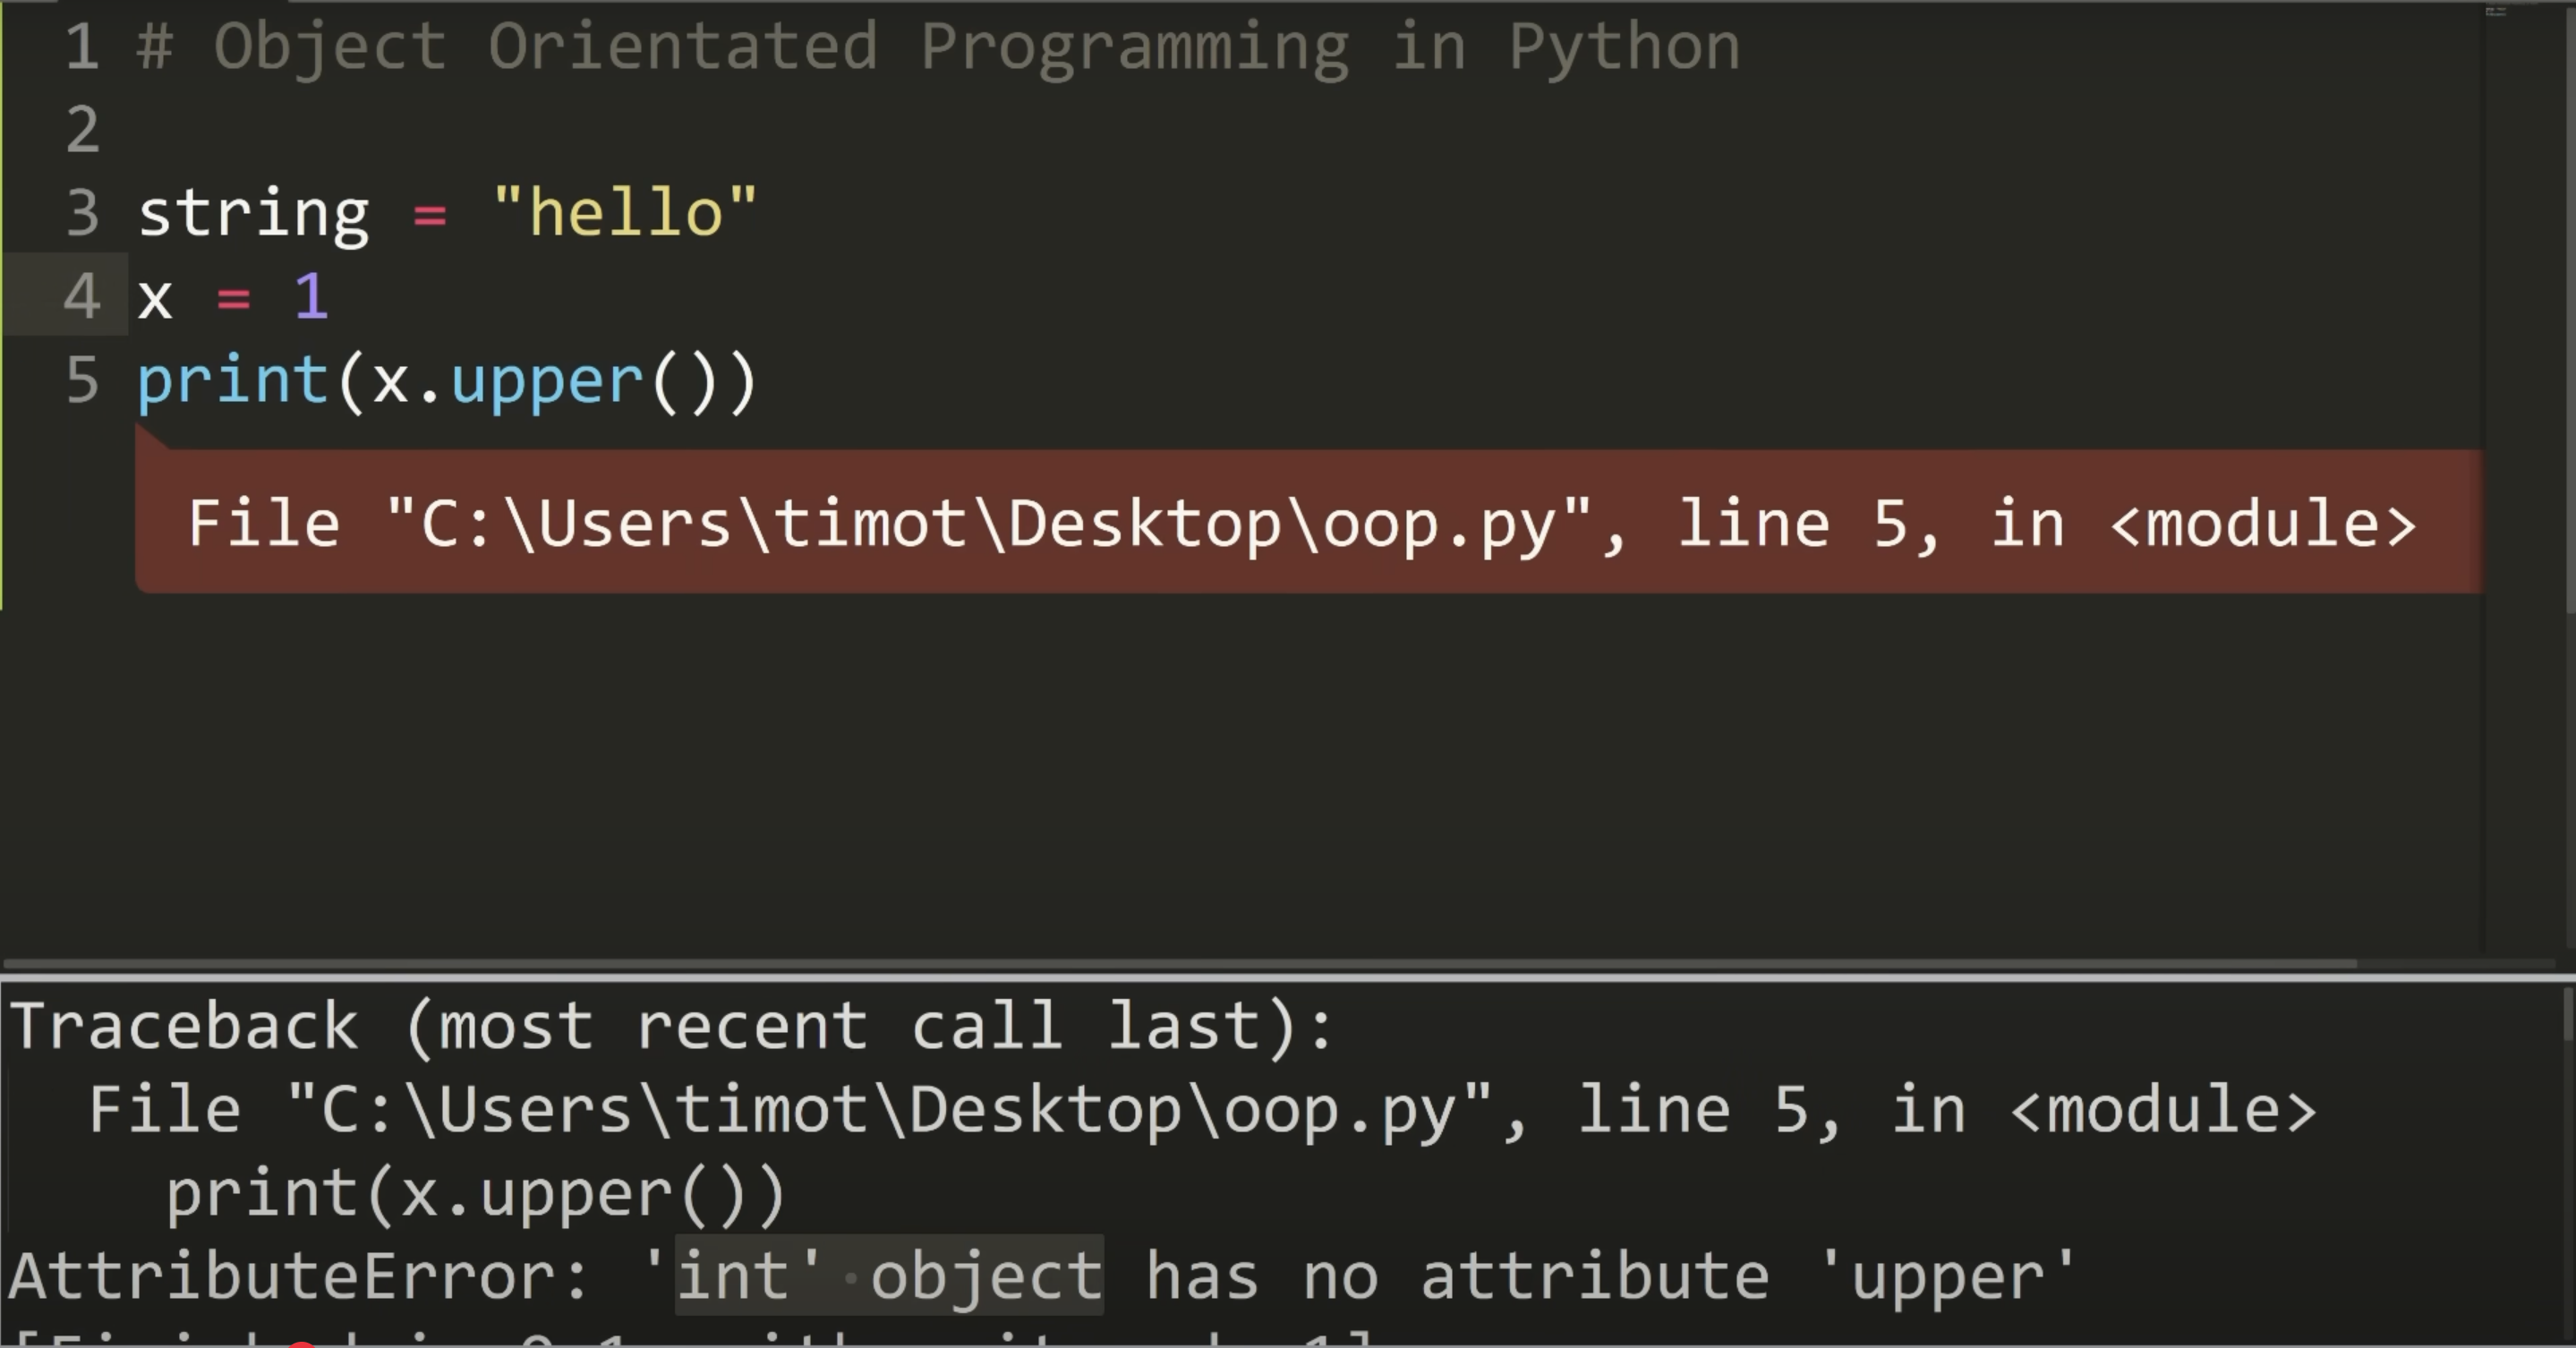 1 # Object Orientated Programming in Python
2
3 string = "hello"
4 x = 1
5 print(x.upper())
File "C:\Users\timot\Desktop\oop.py", line 5, in <module>
Traceback (most recent call last):
  File "C:\Users\timot\Desktop\oop.py", line 5, in <module>
    print(x.upper())
AttributeError: 'int' object has no attribute 'upper'